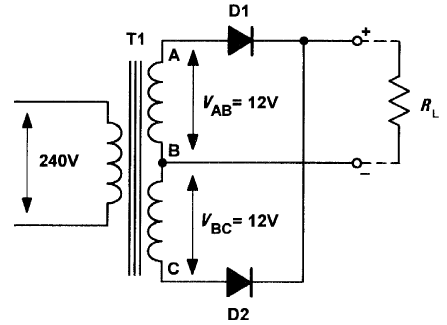 D1
T1
A
+
V_AB = 12V
R_L
B
240V
–
V_BC = 12V
C
D2